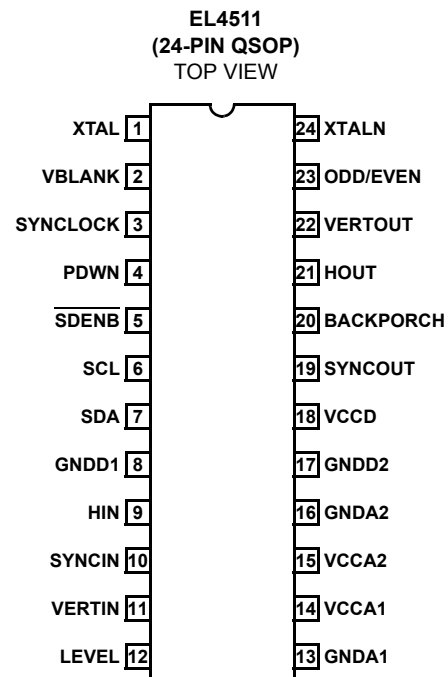 EL4511
(24-PIN QSOP)
TOP VIEW
XTAL 1 24 XTALN
VBLANK 2 23 ODD/EVEN
SYNCLOCK 3 22 VERTOUT
PDWN 4 21 HOUT
SDENB 5 20 BACKPORCH
SCL 6 19 SYNCOUT
SDA 7 18 VCCD
GNDD1 8 17 GNDD2
HIN 9 16 GNDA2
SYNCIN 10 15 VCCA2
VERTIN 11 14 VCCA1
LEVEL 12 13 GNDA1